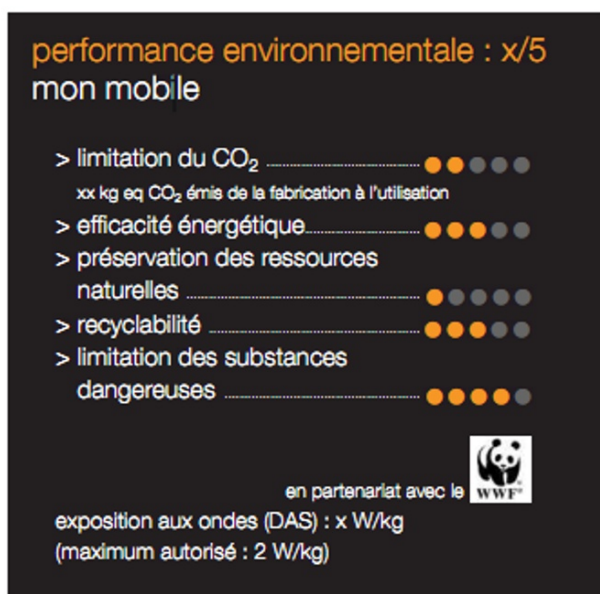 performance environnementale : x/5
mon mobile
> limitation du CO₂
xx kg eq CO₂ émis de la fabrication à l'utilisation
> efficacité énergétique
> préservation des ressources
naturelles
> recyclabilité
> limitation des substances
dangereuses
en partenariat avec le WWF
exposition aux ondes (DAS) : x W/kg
(maximum autorisé : 2 W/kg)